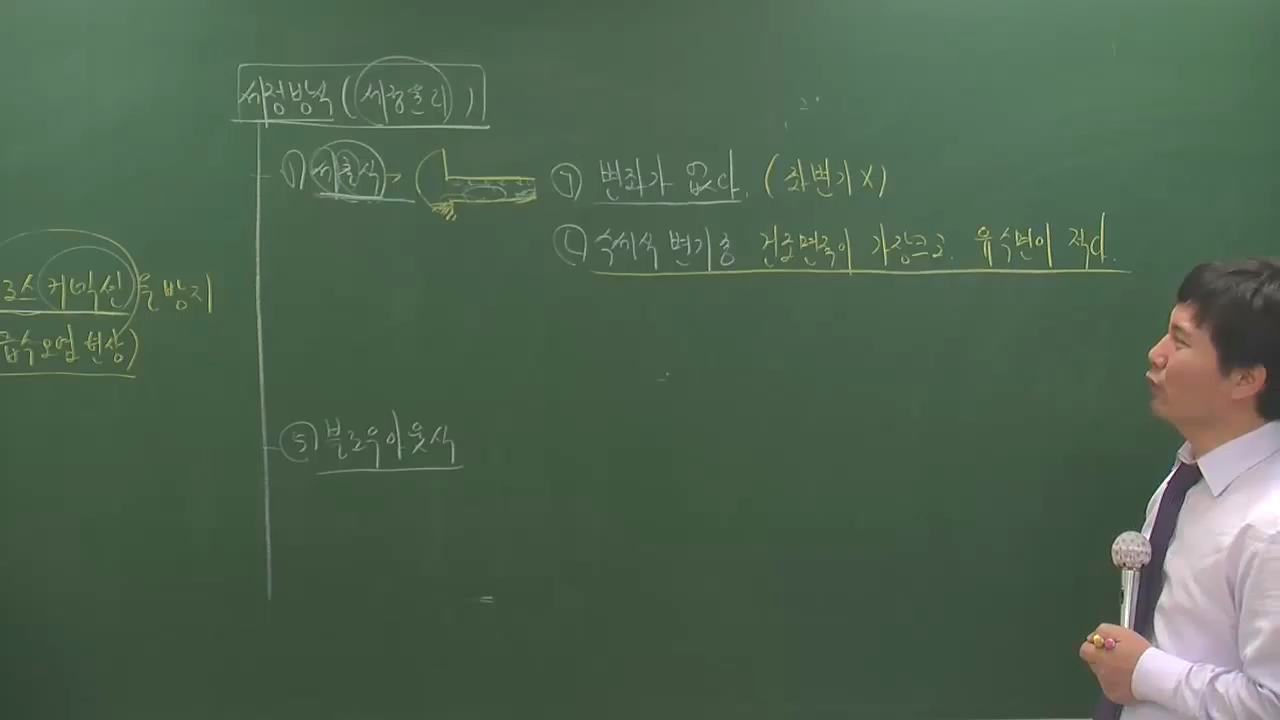 세정방식 (세정원리)
① 세출식 →
㉠ 변좌가 없다. (좌변기 X)
㉡ 수세식 변기중 건조면적이 가장크고, 유수면이 적다.
로스 커넥션을 방지
급수오염 현상)
⑤ 블로우아웃식